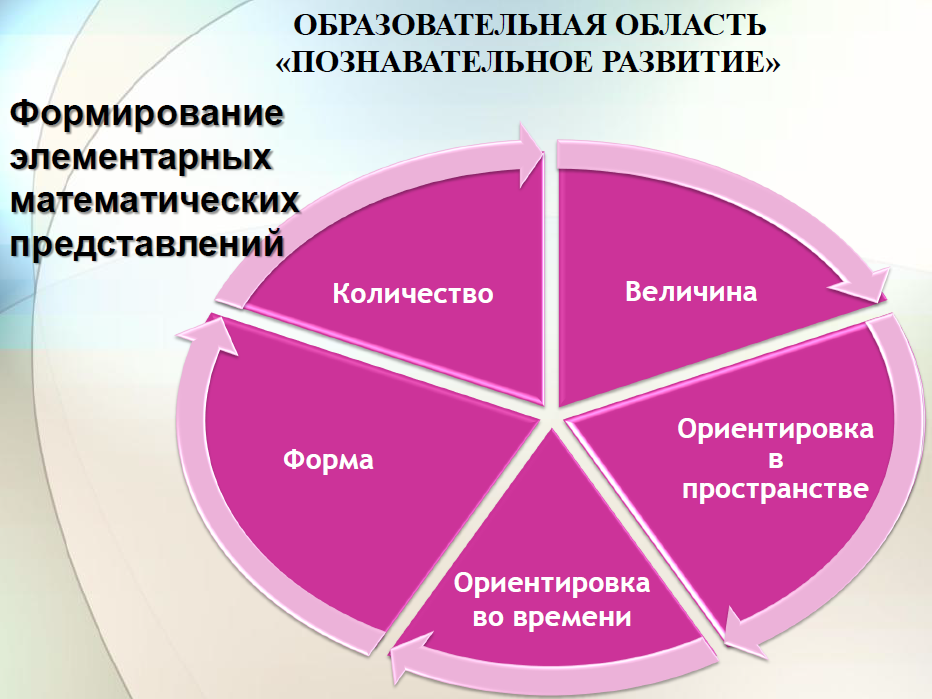 ОБРАЗОВАТЕЛЬНАЯ ОБЛАСТЬ
«ПОЗНАВАТЕЛЬНОЕ РАЗВИТИЕ»
Формирование
элементарных
математических
представлений
Количество
Величина
Ориентировка
в
пространстве
Форма
Ориентировка
во времени